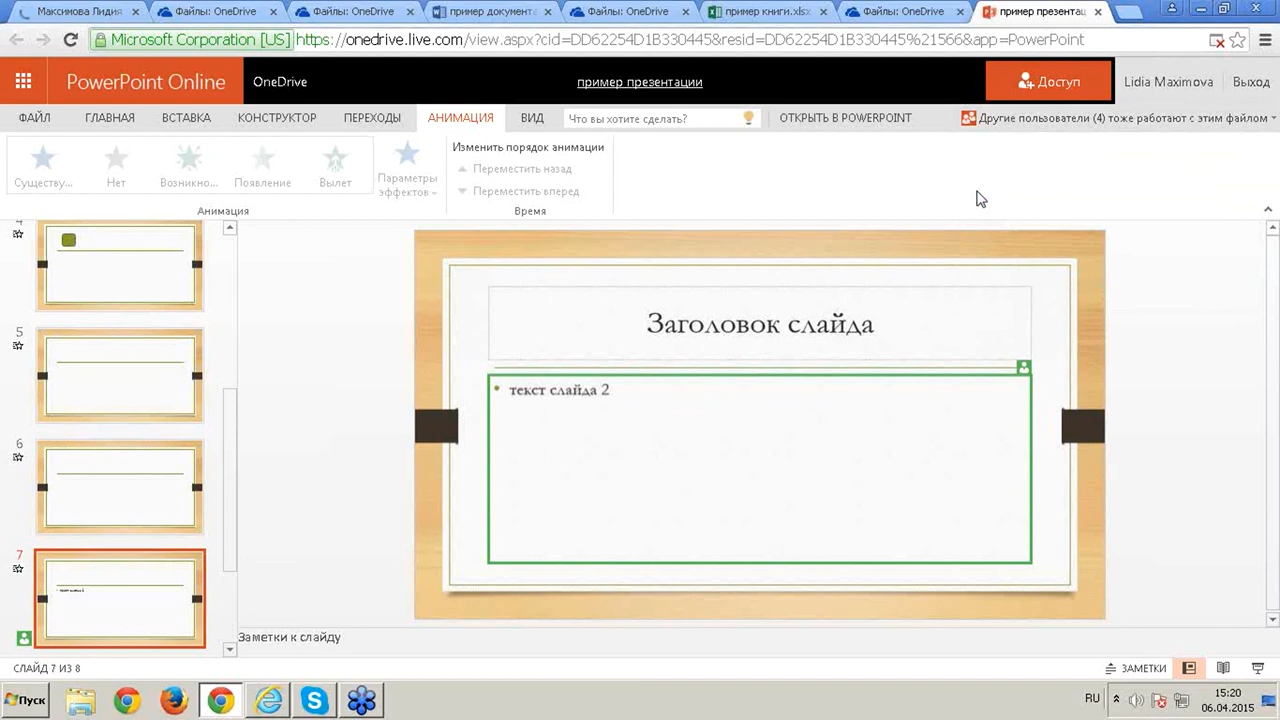 Максимова Лидия
Файлы: OneDrive
Файлы: OneDrive
пример документа
Файлы: OneDrive
пример книги.xlsx
Файлы: OneDrive
пример презентац
Microsoft Corporation [US]
https://onedrive.live.com/view.aspx?cid=DD62254D1B330445&resid=DD62254D1B330445%21566&app=PowerPoint
PowerPoint Online
OneDrive
пример презентации
Доступ
Lidia Maximova
Выход
ФАЙЛ
ГЛАВНАЯ
ВСТАВКА
КОНСТРУКТОР
ПЕРЕХОДЫ
АНИМАЦИЯ
ВИД
Что вы хотите сделать?
ОТКРЫТЬ В POWERPOINT
Другие пользователи (4) тоже работают с этим файлом
Существу...
Нет
Возникно...
Появление
Вылет
Параметры
эффектов
Изменить порядок анимации
Переместить назад
Переместить вперед
Анимация
Время
4
5
6
7
Заголовок слайда
текст слайда 2
Заметки к слайду
СЛАЙД 7 ИЗ 8
ЗАМЕТКИ
Пуск
RU
15:20
06.04.2015